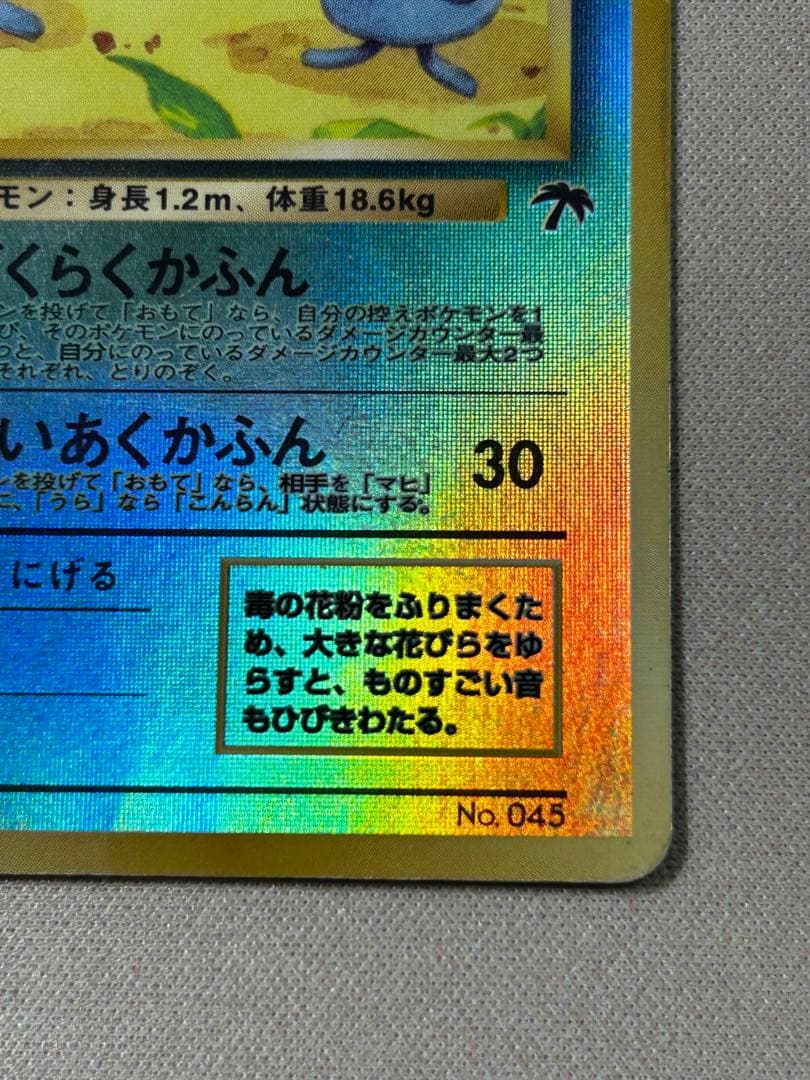 モン：身長1.2m、体重18.6kg
くらくかふん
ンを投げて「おもて」なら、自分の控えポケモンを1
び、そのポケモンにのっているダメージカウンター最
っと、自分にのっているダメージカウンター最大2つ
それぞれ、とりのぞく。
いあくかふん
30
ンを投げて「おもて」なら、相手を「マヒ」
に、「うら」なら「こんらん」状態にする。
にげる
毒の花粉をふりまくた
め、大きな花びらをゆ
らすと、ものすごい音
もひびきわたる。
No. 045